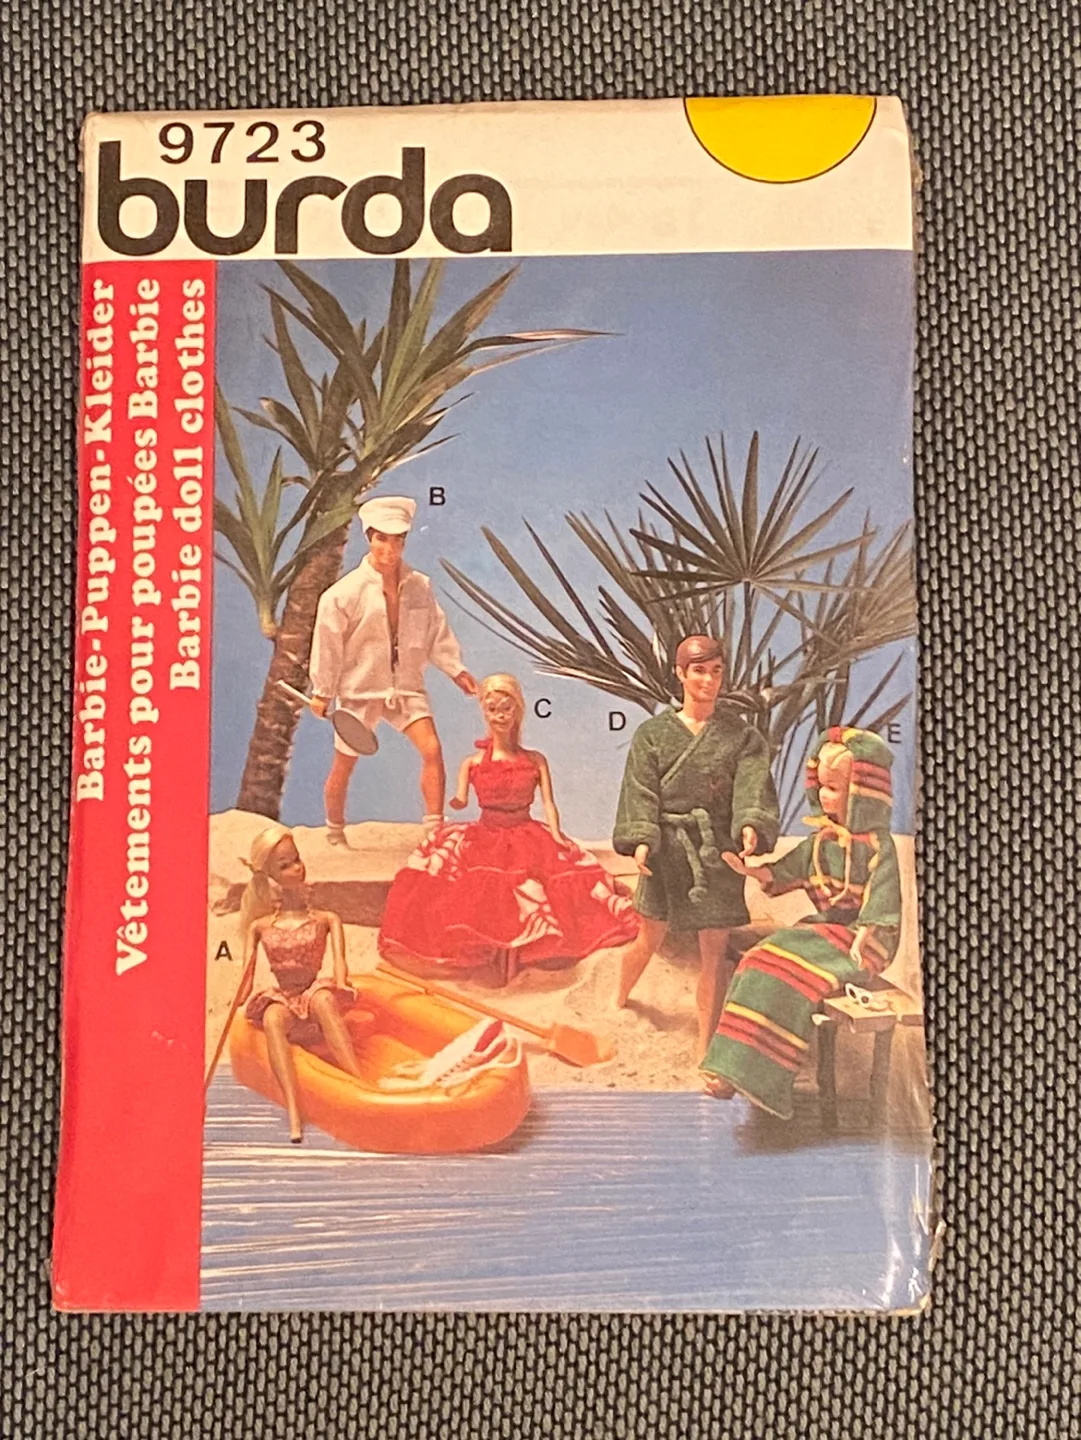 9723
burda
Barbie-Puppen-Kleider
Vêtements pour poupées Barbie
Barbie doll clothes
B
C
D
E
A